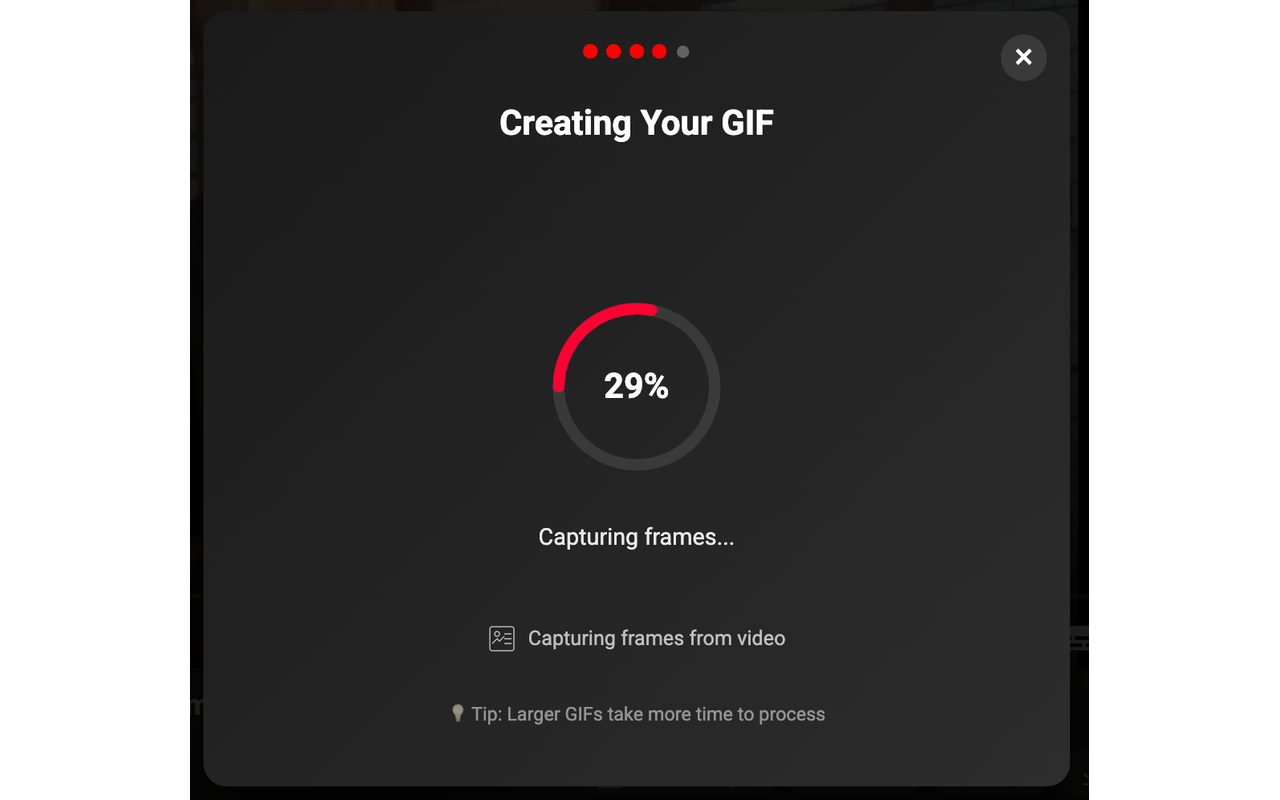 Creating Your GIF
29%
Capturing frames...
Capturing frames from video
Tip: Larger GIFs take more time to process